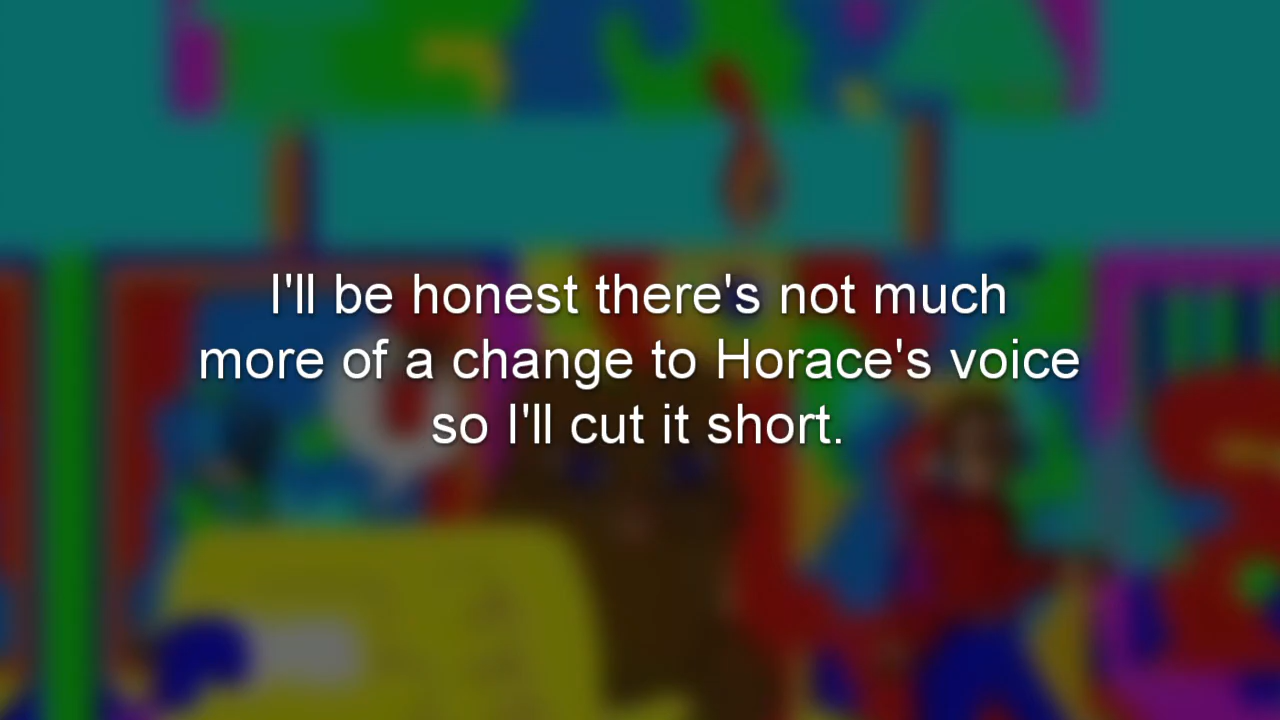 I'll be honest there's not much
more of a change to Horace's voice
so I'll cut it short.